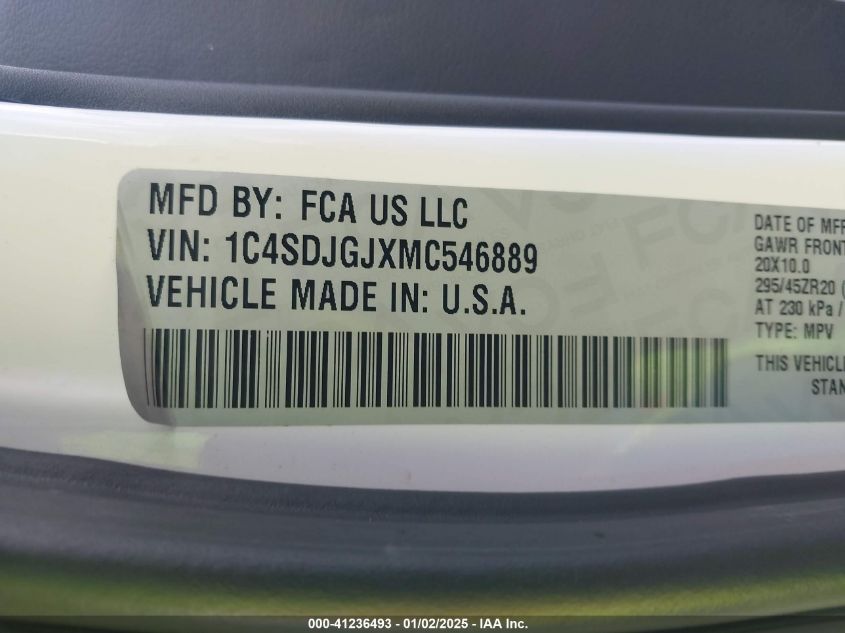 MFD BY: FCA US LLC
VIN: 1C4SDJGJXMC546889
VEHICLE MADE IN: U.S.A.
DATE OF MFR
GAWR FRONT
20X10.0
295/45ZR20 (
AT 230 kPa /
TYPE: MPV
THIS VEHICL
STAN
000-41236493 - 01/02/2025 - IAA Inc.